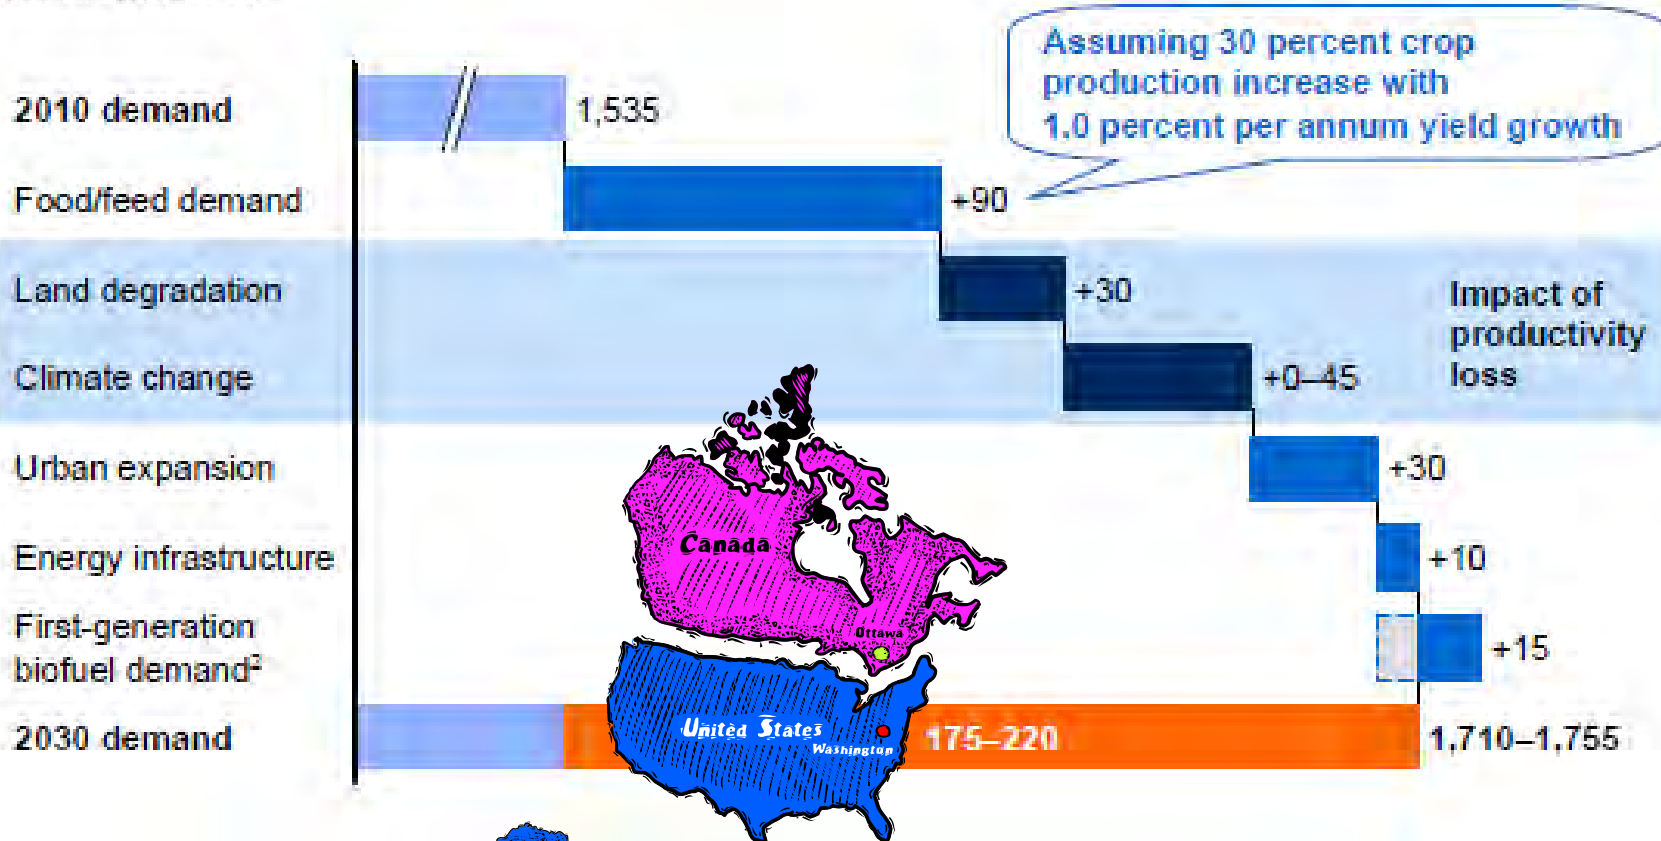 Assuming 30 percent crop
production increase with
1.0 percent per annum yield growth
2010 demand
1,535
Food/feed demand
+90
Land degradation
+30
Impact of
productivity
loss
Climate change
+0–45
Urban expansion
+30
Canada
Energy infrastructure
+10
First-generation
biofuel demand²
+15
Ottawa
United States
Washington
2030 demand
175–220
1,710–1,755